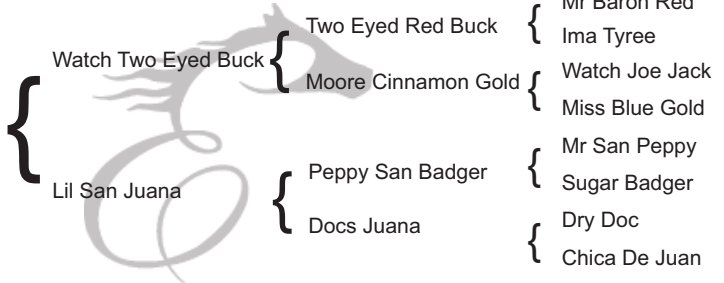 Mr Baron Red
Two Eyed Red Buck
Ima Tyree
Watch Two Eyed Buck
Moore Cinnamon Gold
Watch Joe Jack
Miss Blue Gold
Mr San Peppy
Peppy San Badger
Sugar Badger
Lil San Juana
Docs Juana
Dry Doc
Chica De Juan